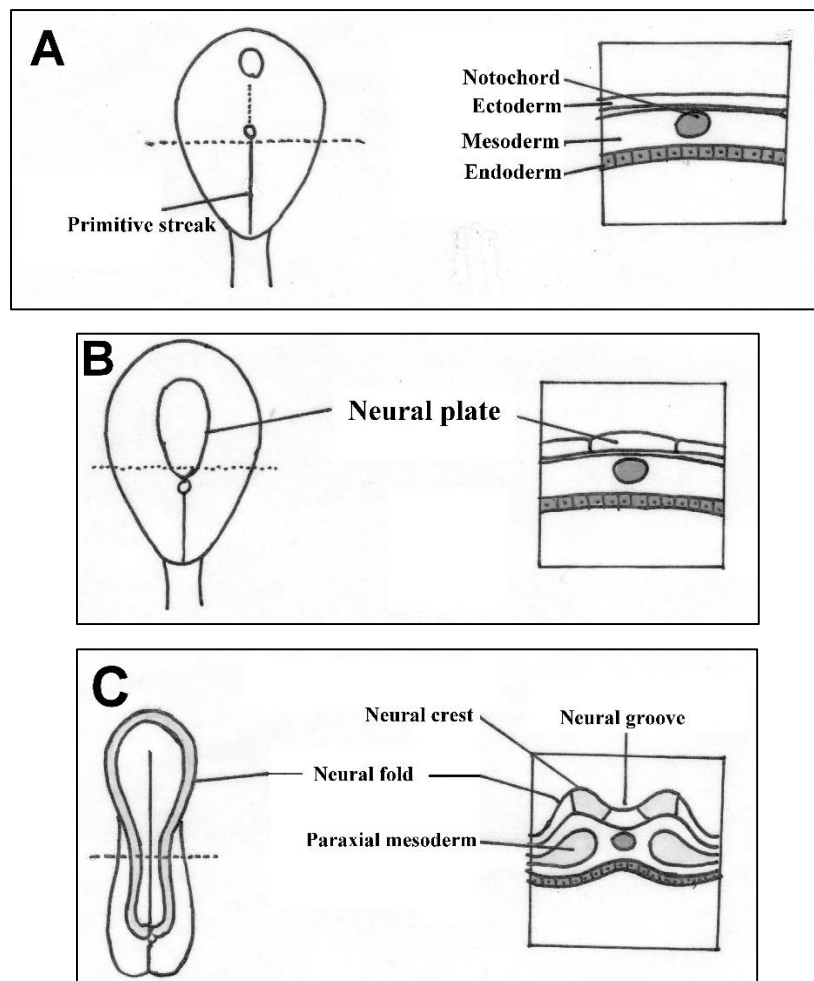 A
Notochord
Ectoderm
Mesoderm
Endoderm
Primitive streak
B
Neural plate
C
Neural crest
Neural groove
Neural fold
Paraxial mesoderm